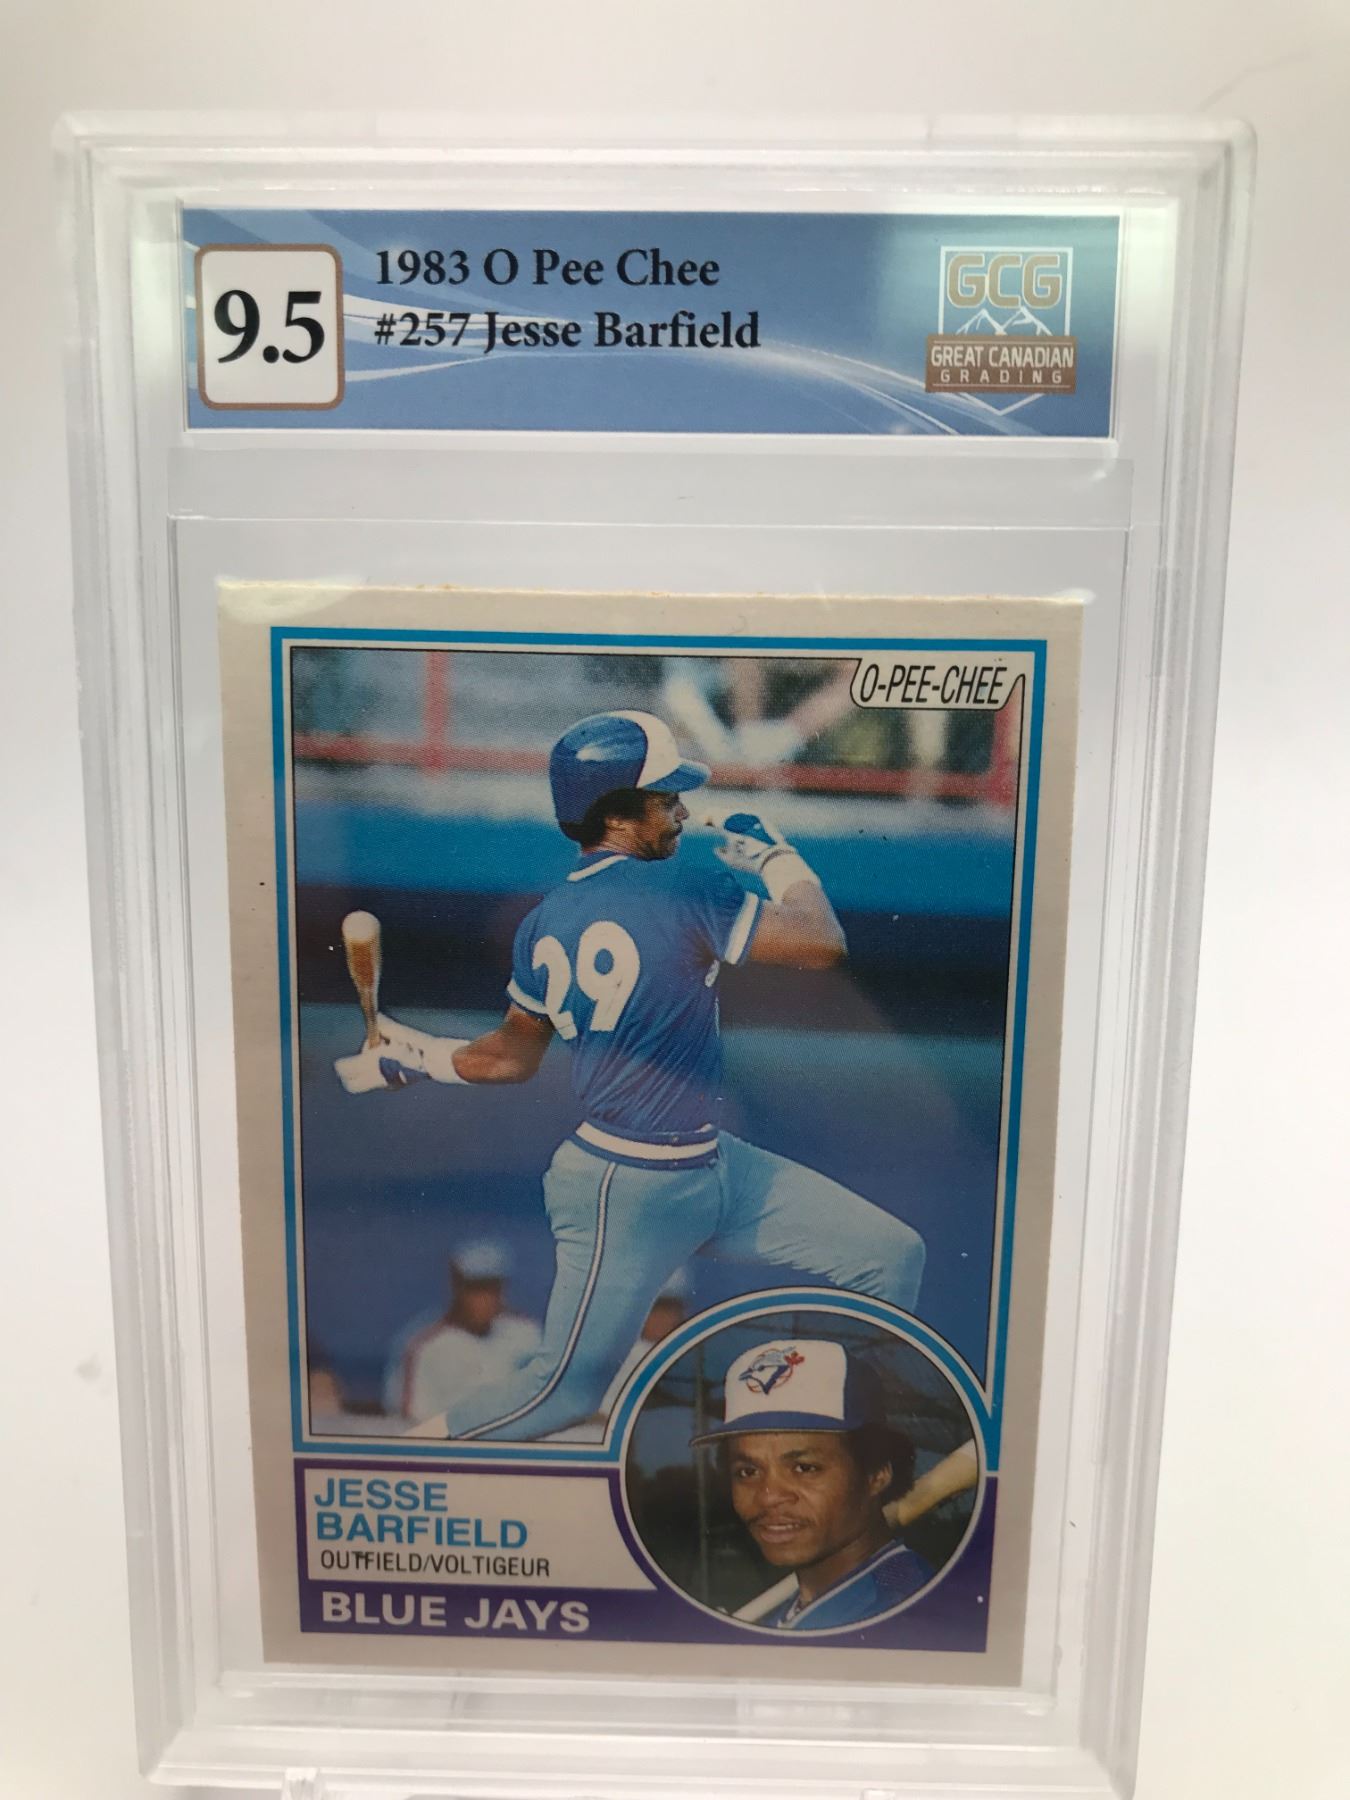 9.5
1983 O Pee Chee
#257 Jesse Barfield
GCG
GREAT CANADIAN
GRADING
O-PEE-CHEE
29
JESSE
BARFIELD
OUTFIELD/VOLTIGEUR
BLUE JAYS